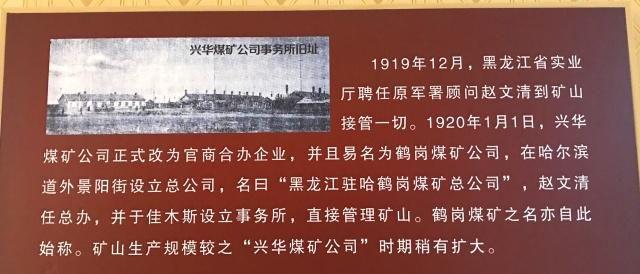 兴华煤矿公司事务所旧址
1919年12月，黑龙江省实业
厅聘任原军署顾问赵文清到矿山
接管一切。1920年1月1日，兴华
煤矿公司正式改为官商合办企业，并且易名为鹤岗煤矿公司，在哈尔滨
道外景阳街设立总公司，名曰“黑龙江驻哈鹤岗煤矿总公司”，赵文清
任总办，并于佳木斯设立事务所，直接管理矿山。鹤岗煤矿之名亦自此
始称。矿山生产规模较之“兴华煤矿公司”时期稍有扩大。